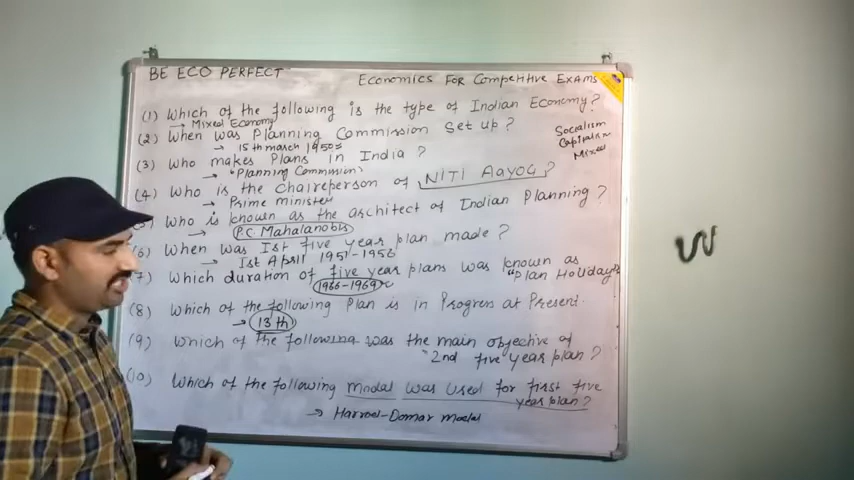 BE ECO PERFECT
Economics For Competitive Exams
(1) Which of the following is the type of Indian Economy?
→ Mixed Economy
Socialism
Capitalism
Mixed
(2) When was Planning Commission Set up?
→ 15th march 1950
(3) Who makes Plans in India?
→ "Planning Commission"
(4) Who is the Chaireperson of NITI Aayog?
→ Prime minister
5) Who is known as the architect of Indian Planning?
→ P.C. Mahalanobis
(6) When was Ist five year plan made?
→ Ist April 1951-1956
(7) Which duration of five year plans was known as
"Plan Holiday"
→ 1966-1969
(8) Which of the following Plan is in Progress at Present.
→ 13th
(9) Which of the following was the main objective of
2nd five year plan?
(10) Which of the following modal was used for first five
year plan?
→ Harrod-Domar model